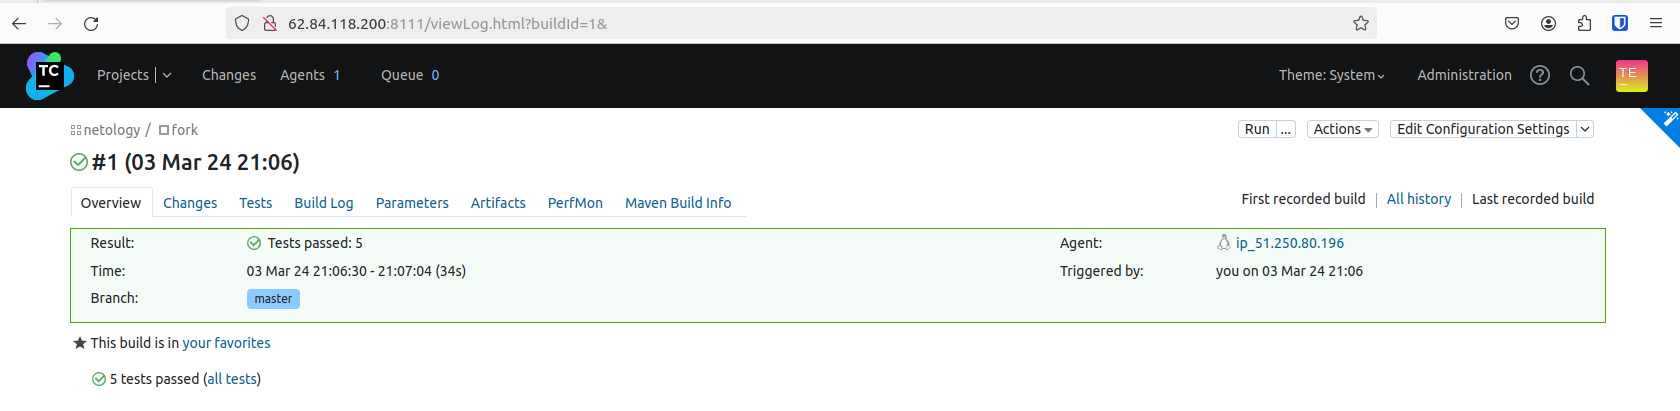 62.84.118.200:8111/viewLog.html?buildId=1&
TC Projects Changes Agents 1 Queue 0 Theme: System Administration TE
netology / fork Run ... Actions Edit Configuration Settings
#1 (03 Mar 24 21:06)
Overview Changes Tests Build Log Parameters Artifacts PerfMon Maven Build Info First recorded build | All history | Last recorded build
Result: Tests passed: 5 Agent: ip_51.250.80.196
Time: 03 Mar 24 21:06:30 - 21:07:04 (34s) Triggered by: you on 03 Mar 24 21:06
Branch: master
This build is in your favorites
5 tests passed (all tests)